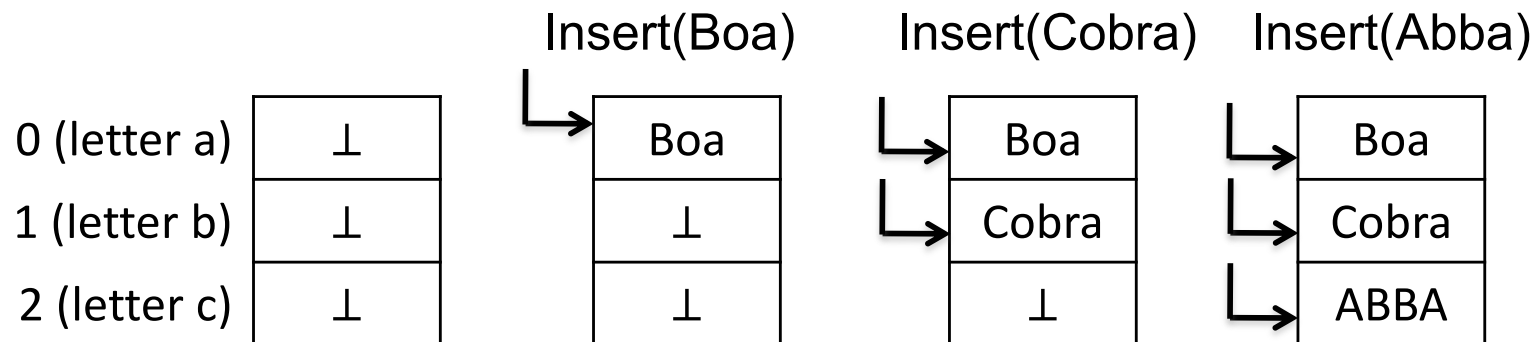 Insert(Boa) Insert(Cobra) Insert(Abba)
0 (letter a) ⊥ Boa Boa Boa
1 (letter b) ⊥ ⊥ Cobra Cobra
2 (letter c) ⊥ ⊥ ⊥ ABBA